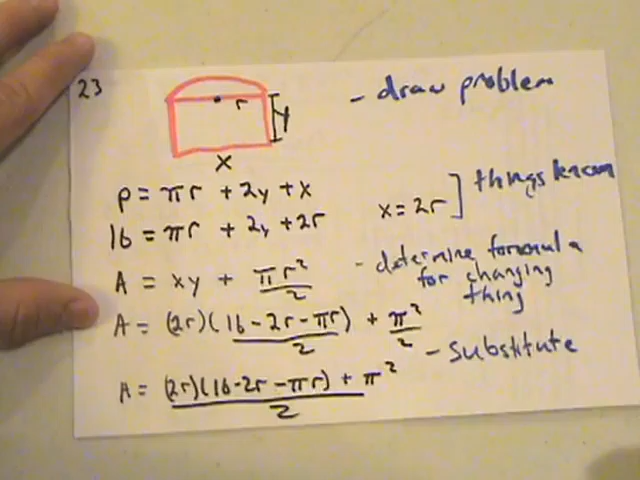 23
r
y
x
- draw problem
p = πr + 2y + x
16 = πr + 2y + 2r
x = 2r ] things known
A = xy + πr²/2
- determine formula
for changing
thing
A = (2r)(16 - 2r - πr)/2 + π²/2
- substitute
A = (2r)(16 - 2r - πr) + π²/2